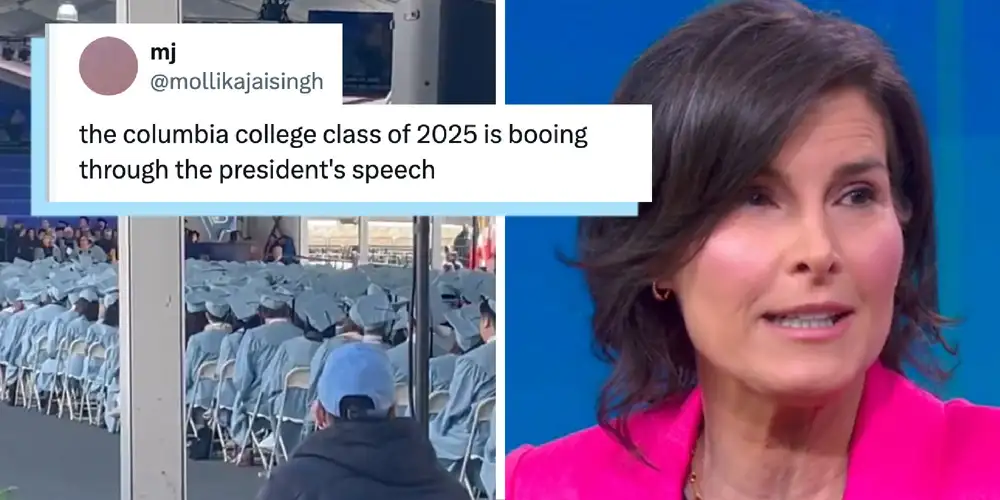 mj
@mollikajaisingh
the columbia college class of 2025 is booing
through the president's speech